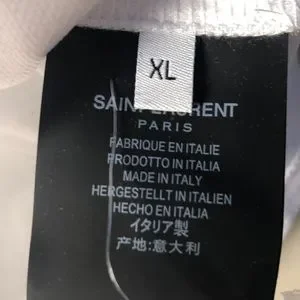 XL
SAINT LAURENT
PARIS
FABRIQUE EN ITALIE
PRODOTTO IN ITALIA
MADE IN ITALY
HERGESTELLT IN ITALIEN
HECHO EN ITALIA
イタリア製
产地:意大利